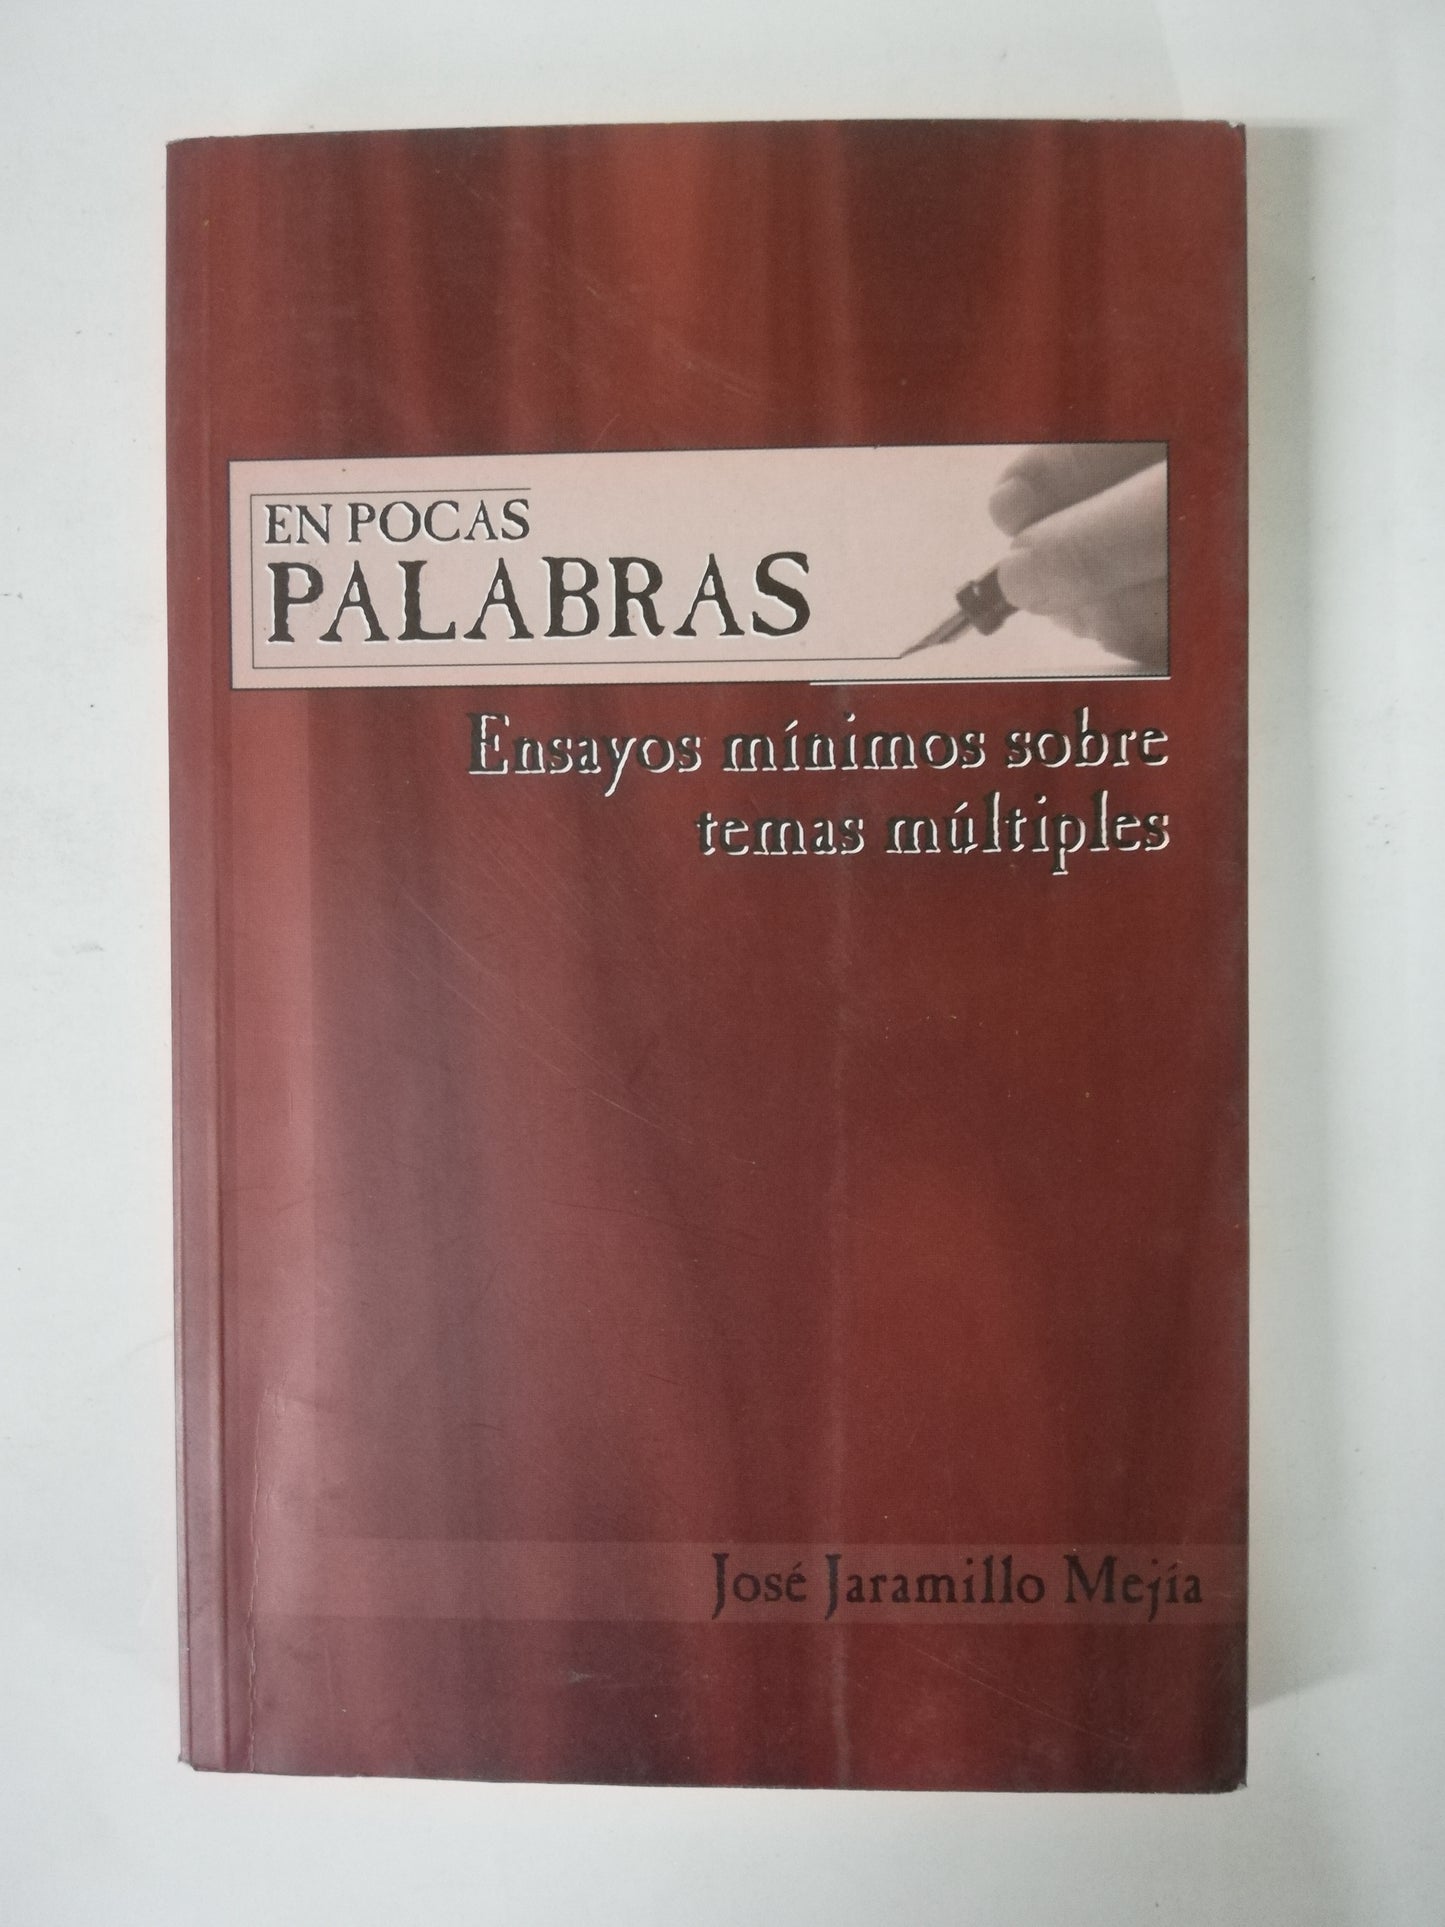 EN POCAS
PALABRAS
Ensayos mínimos sobre
temas múltiples
José Jaramillo Mejía